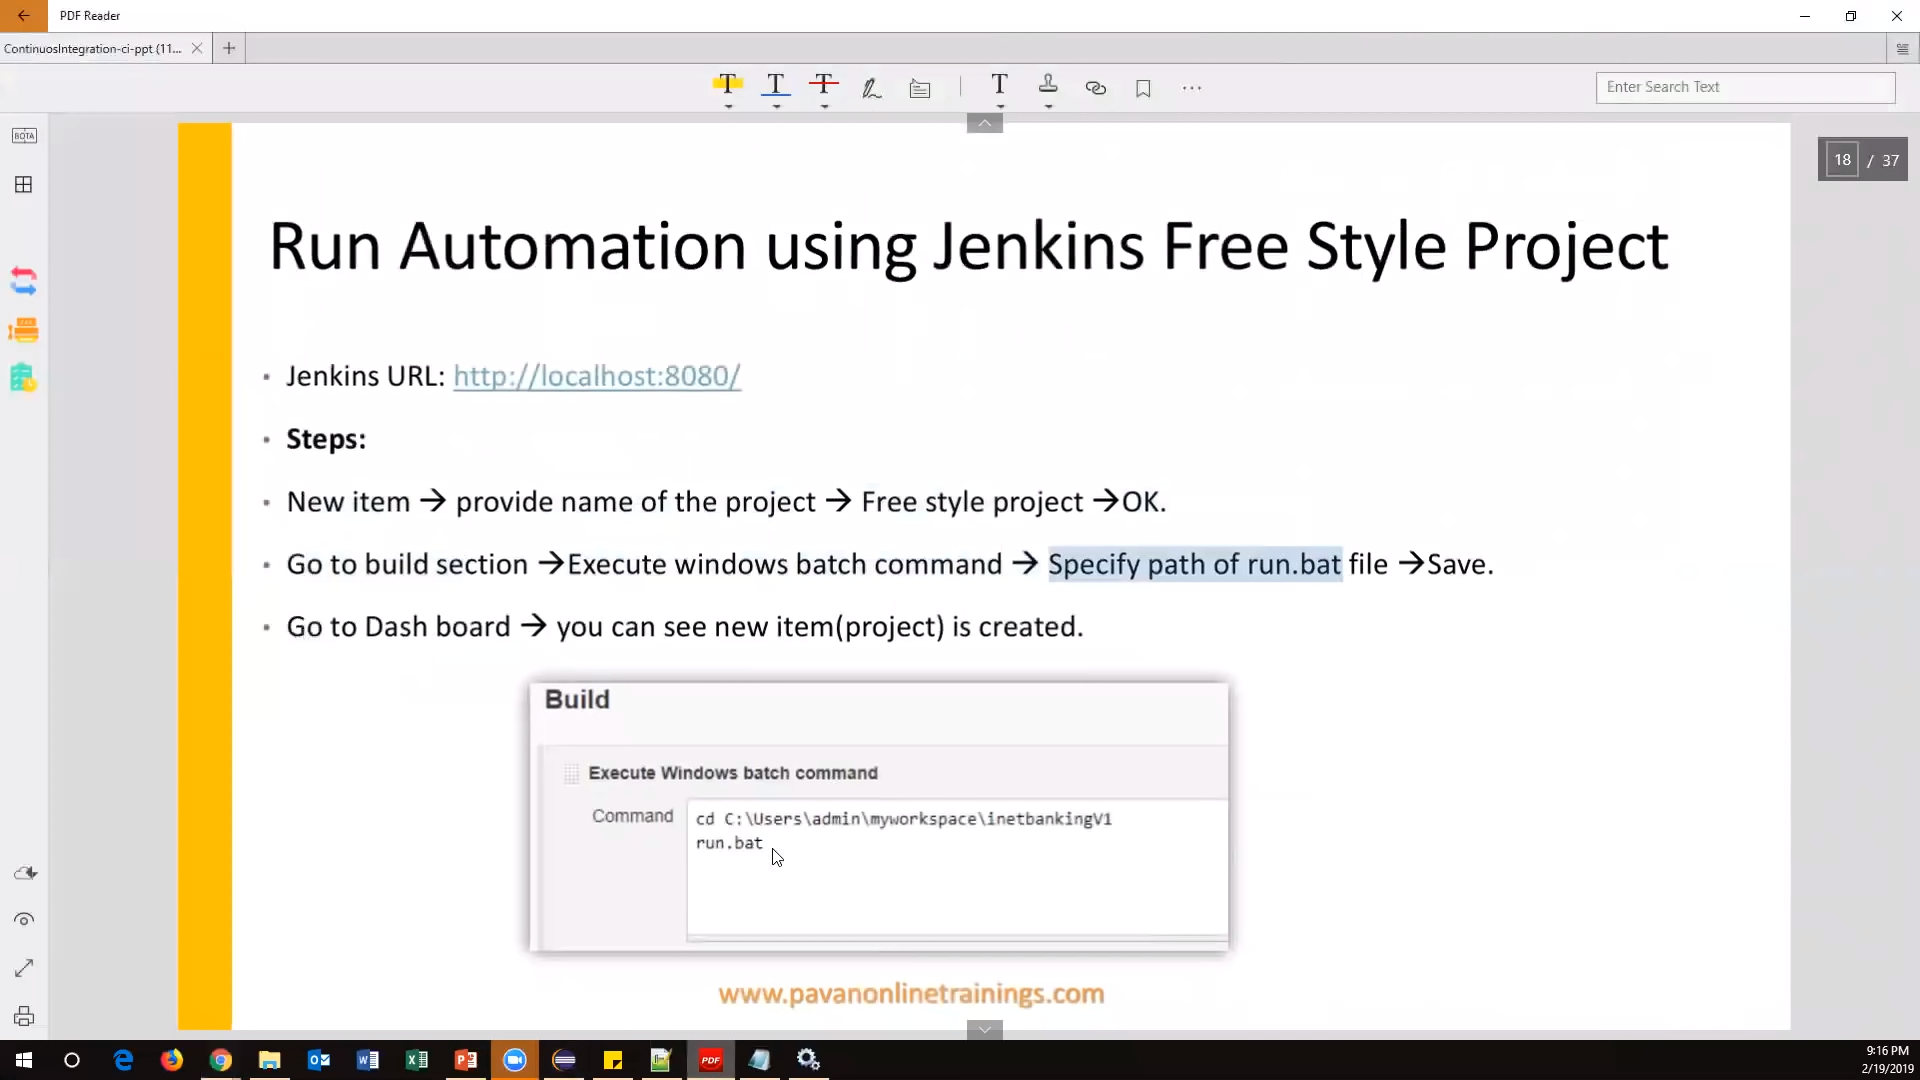 PDF Reader
ContinuosIntegration-ci-ppt (11...
T T T T ...
Enter Search Text
BOTA
18 / 37
Run Automation using Jenkins Free Style Project
• Jenkins URL: http://localhost:8080/
• Steps:
• New item → provide name of the project → Free style project →OK.
• Go to build section →Execute windows batch command → Specify path of run.bat file →Save.
• Go to Dash board → you can see new item(project) is created.
Build
Execute Windows batch command
Command
cd C:\Users\admin\myworkspace\inetbankingV1
run.bat
www.pavanonlinetrainings.com
PDF
9:16 PM
2/19/2019